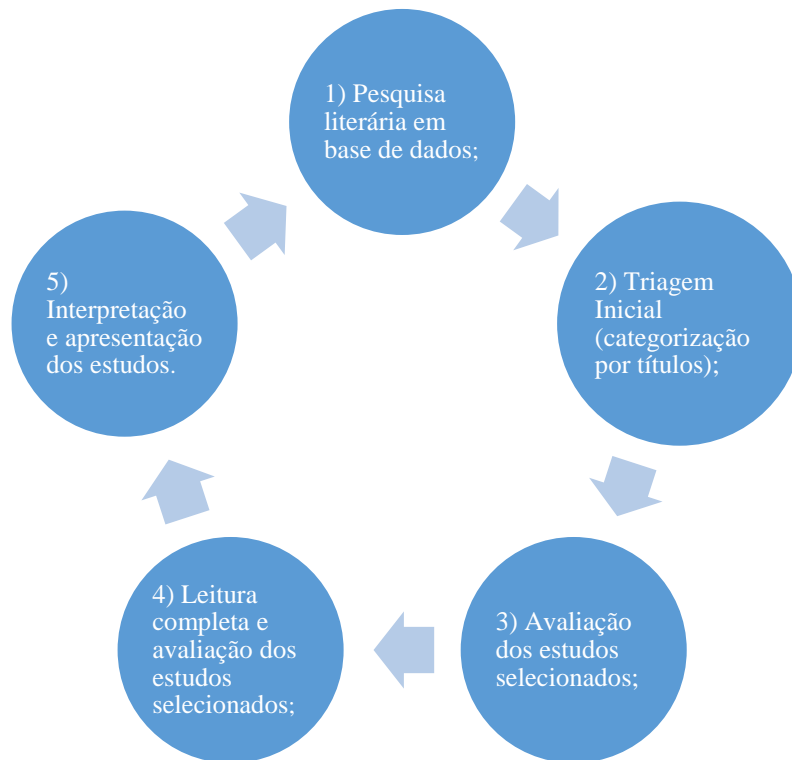 1) Pesquisa
literária em
base de dados;
2) Triagem
Inicial
(categorização
por títulos);
3) Avaliação
dos estudos
selecionados;
4) Leitura
completa e
avaliação dos
estudos
selecionados;
5)
Interpretação
e apresentação
dos estudos.